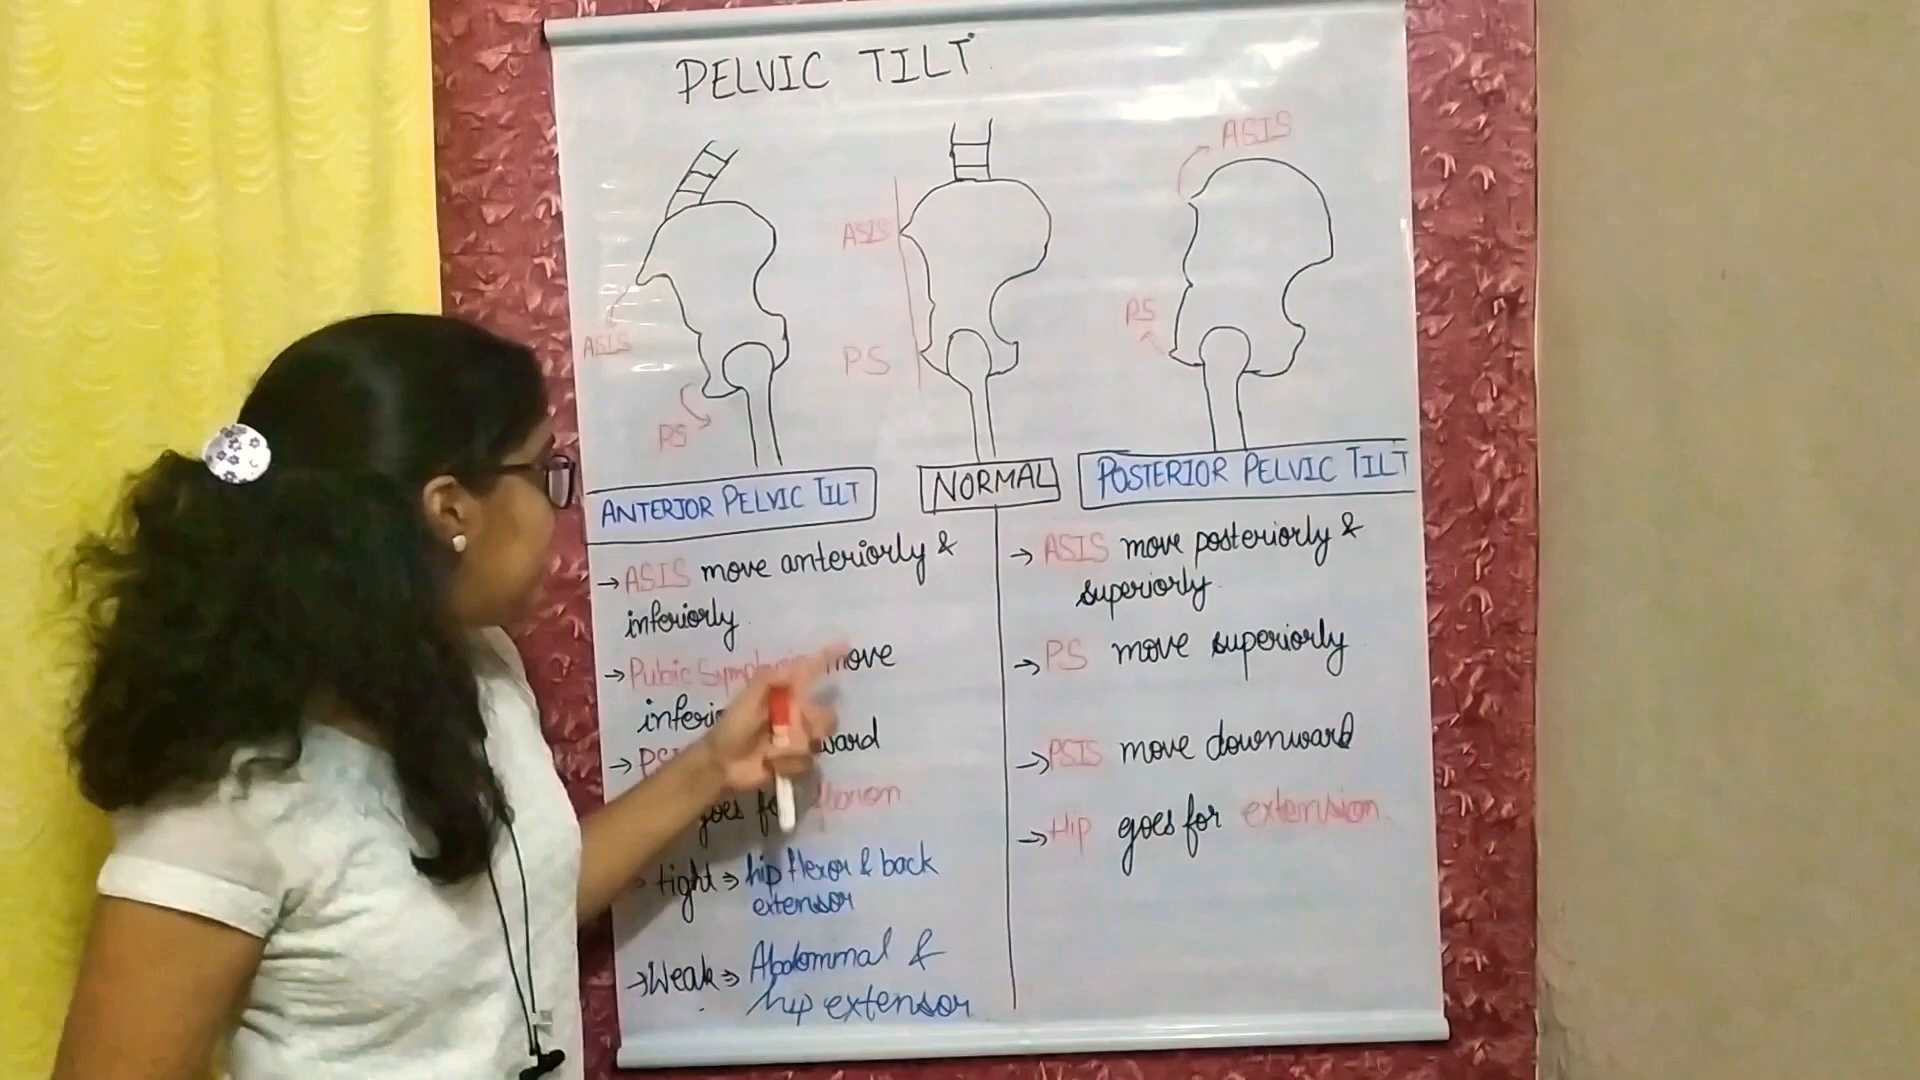 PELVIC TILT
ASIS
ASIS
PS
ASIS
PS
PS
ANTERIOR PELVIC TILT
NORMAL
POSTERIOR PELVIC TILT
→ ASIS move anteriorly &
inferiorly
→ Pubic move
→ 
goes
tight ⇒ hip flexor & back
extensor
→ Weak ⇒ Abdominal &
hip extensor
→ ASIS move posteriorly &
superiorly
→ PS move superiorly
→ PSIS move downward
→ Hip goes for extension